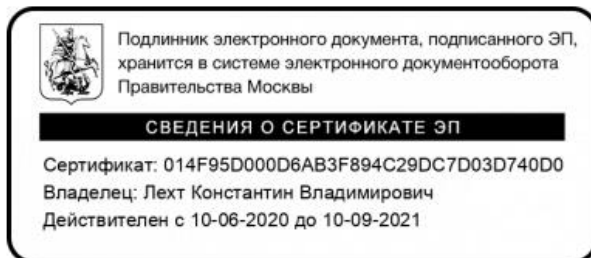 Подлинник электронного документа, подписанного ЭП,
хранится в системе электронного документооборота
Правительства Москвы
СВЕДЕНИЯ О СЕРТИФИКАТЕ ЭП
Сертификат: 014F95D000D6AB3F894C29DC7D03D740D0
Владелец: Лехт Константин Владимирович
Действителен с 10-06-2020 до 10-09-2021